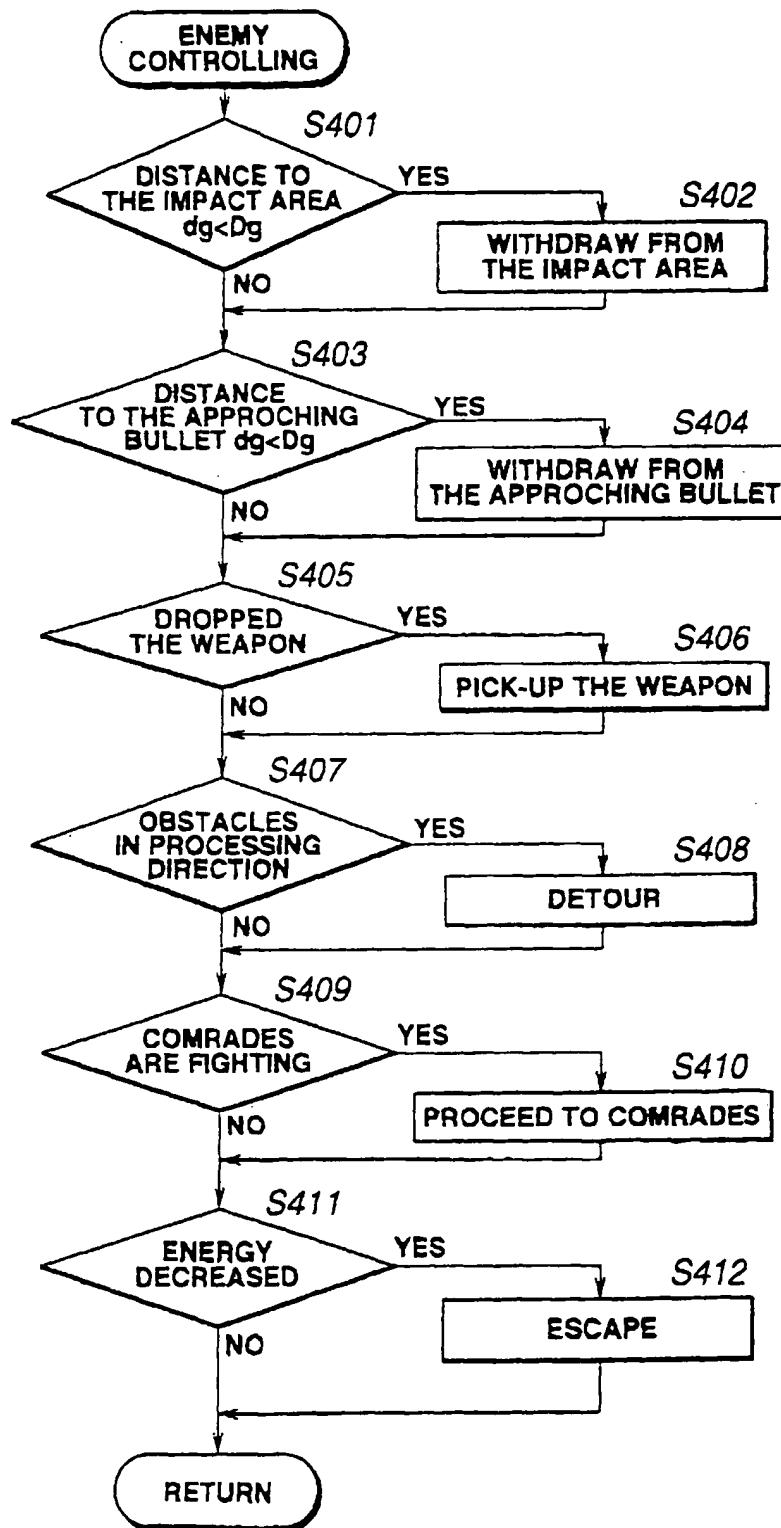 ENEMY
CONTROLLING
S401
DISTANCE TO
THE IMPACT AREA
dg<Dg
YES
S402
WITHDRAW FROM
THE IMPACT AREA
NO
S403
DISTANCE
TO THE APPROCHING
BULLET dg<Dg
YES
S404
WITHDRAW FROM
THE APPROCHING BULLET
NO
S405
DROPPED
THE WEAPON
YES
S406
PICK-UP THE WEAPON
NO
S407
OBSTACLES
IN PROCESSING
DIRECTION
YES
S408
DETOUR
NO
S409
COMRADES
ARE FIGHTING
YES
S410
PROCEED TO COMRADES
NO
S411
ENERGY
DECREASED
YES
S412
ESCAPE
NO
RETURN